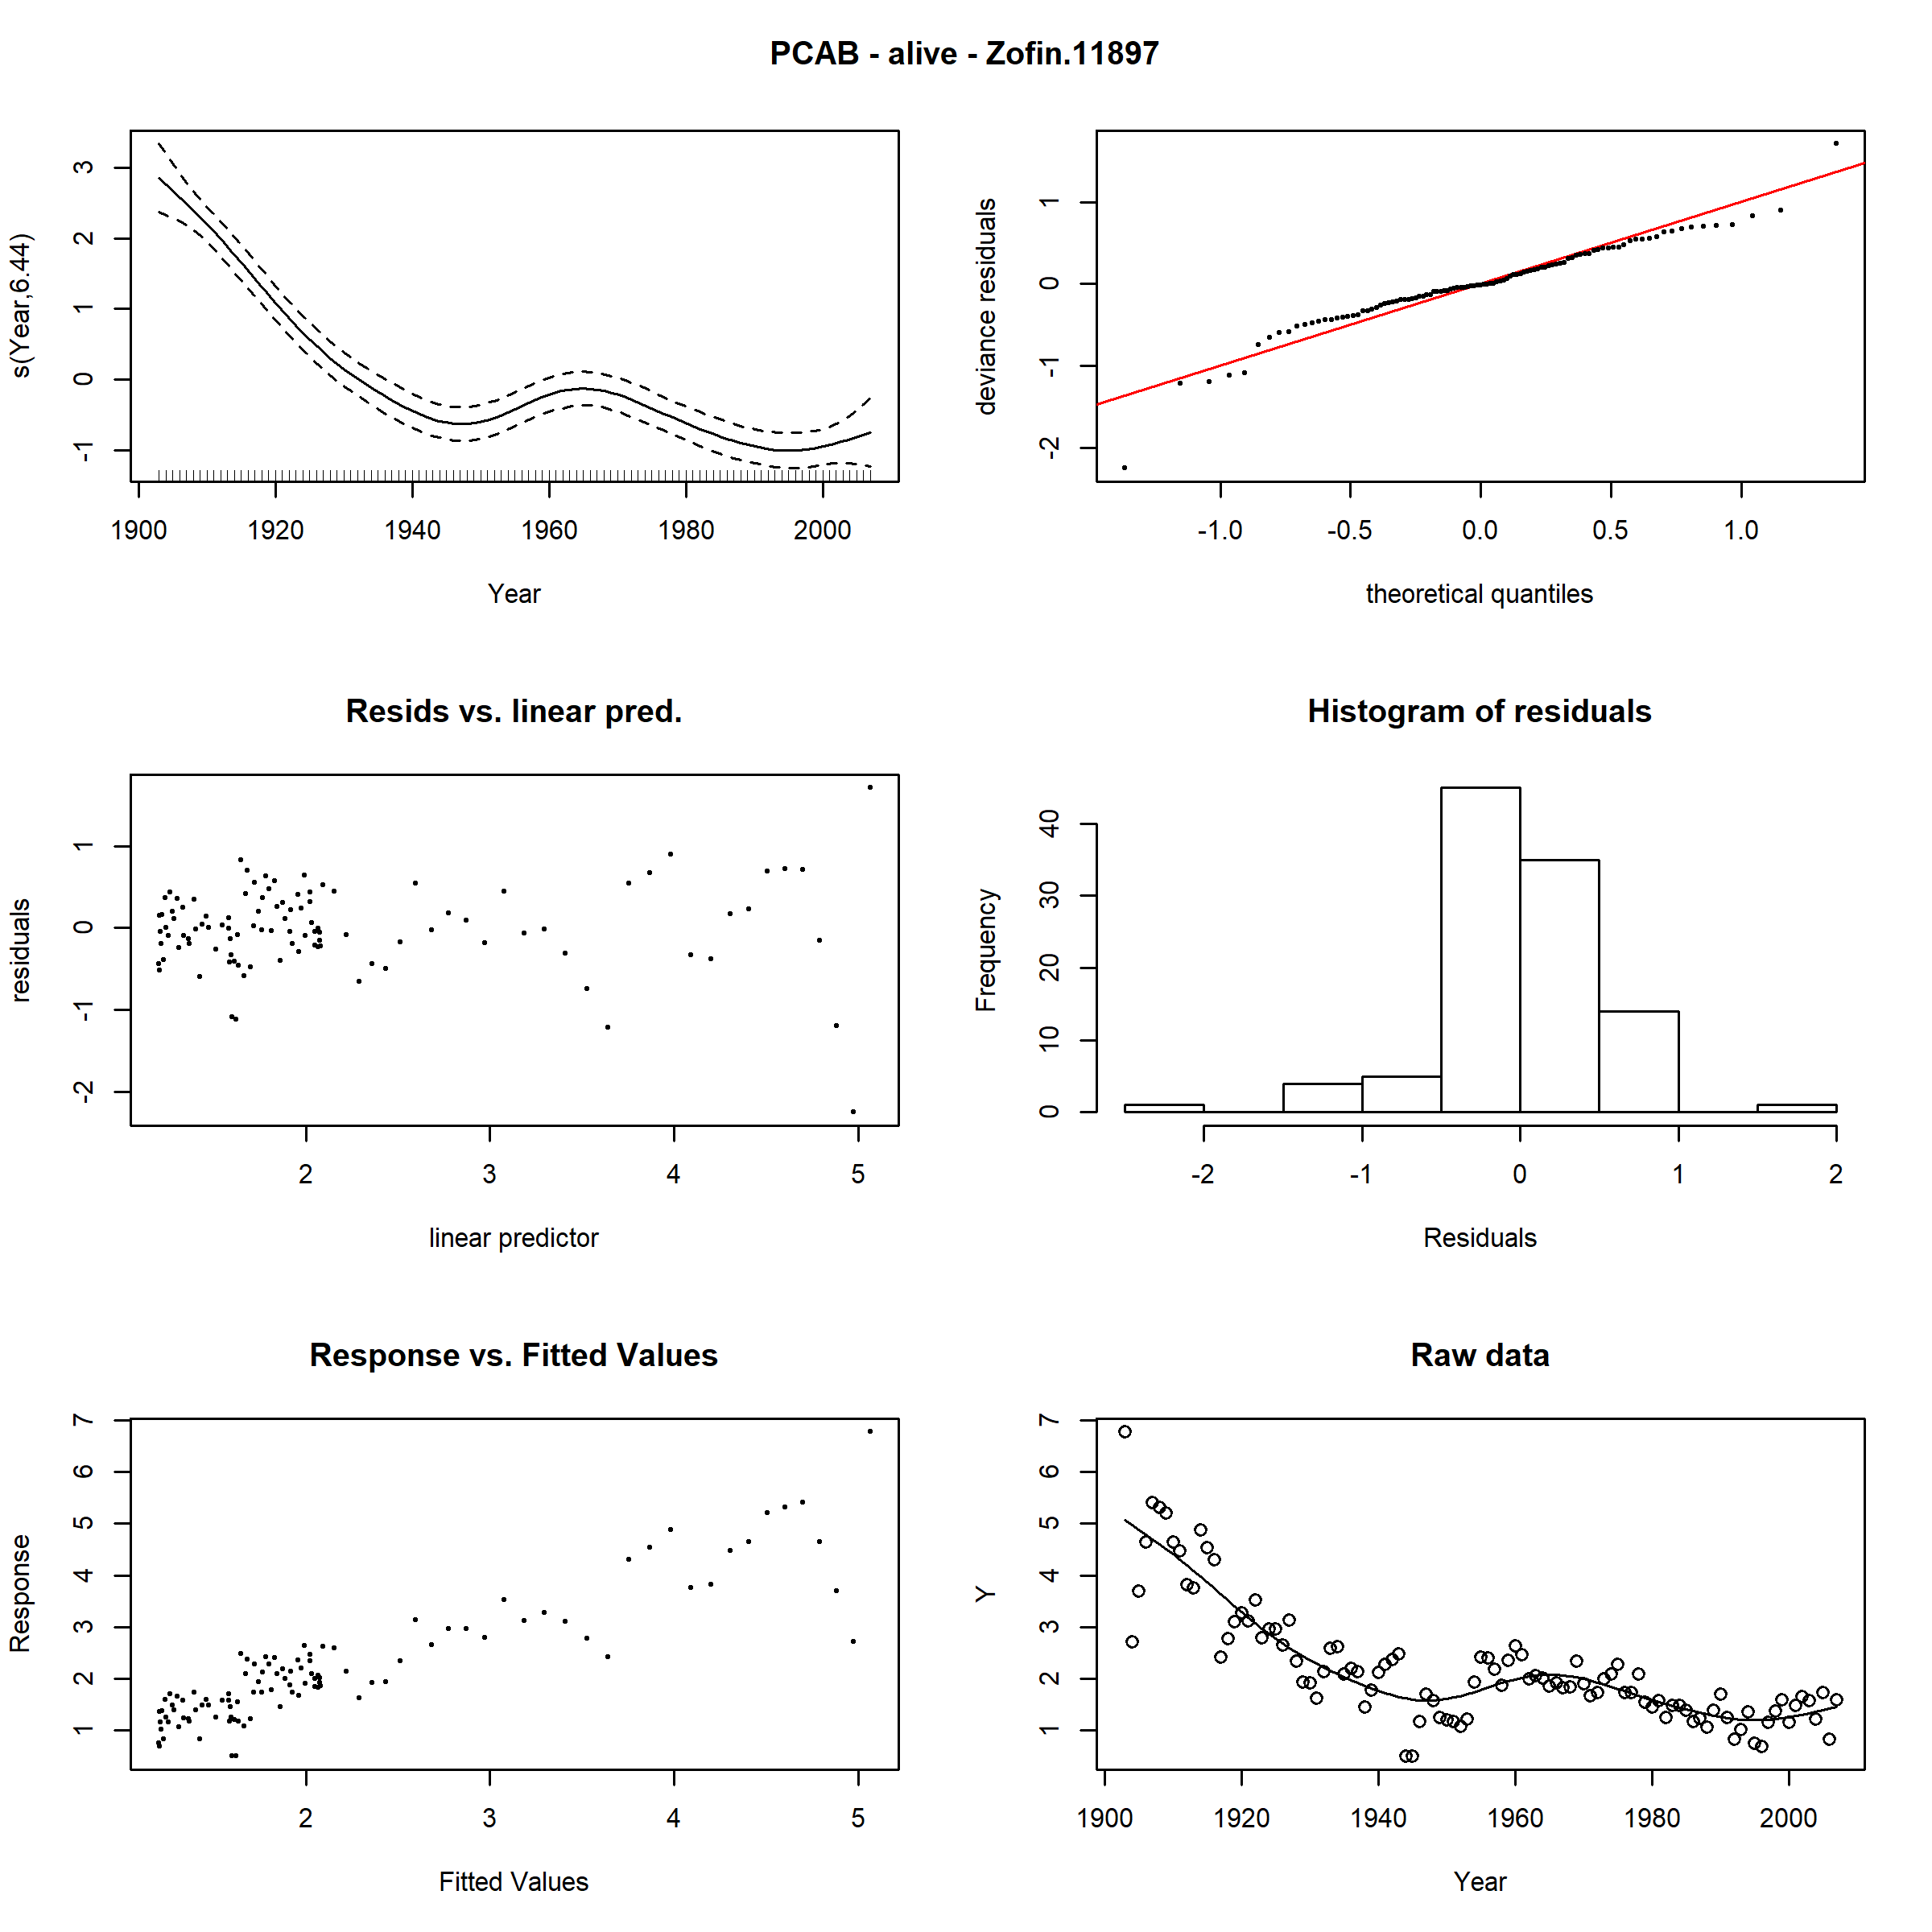 PCAB - alive - Zofin.11897
s(Year,6.44)
3
2
1
0
-1
1900 1920 1940 1960 1980 2000
Year
deviance residuals
1
0
-1
-2
-1.0 -0.5 0.0 0.5 1.0
theoretical quantiles
Resids vs. linear pred.
residuals
1
0
-1
-2
2 3 4 5
linear predictor
Histogram of residuals
Frequency
40
30
20
10
0
-2 -1 0 1 2
Residuals
Response vs. Fitted Values
Response
7
6
5
4
3
2
1
2 3 4 5
Fitted Values
Raw data
Y
7
6
5
4
3
2
1
1900 1920 1940 1960 1980 2000
Year